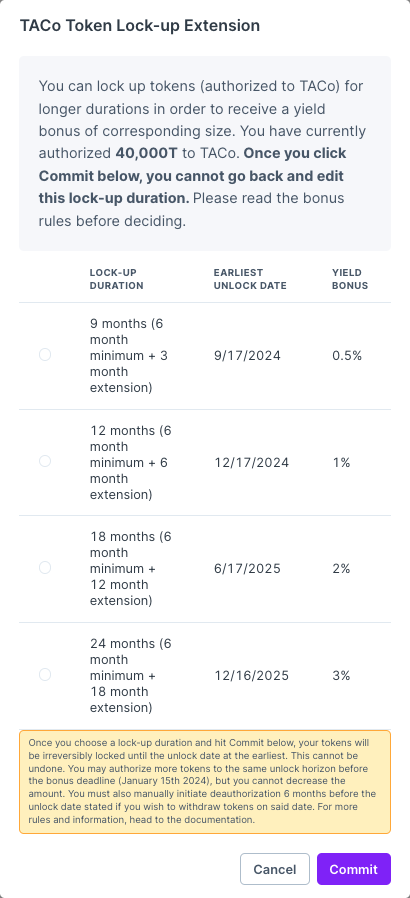 TACo Token Lock-up Extension
You can lock up tokens (authorized to TACo) for
longer durations in order to receive a yield
bonus of corresponding size. You have currently
authorized 40,000T to TACo. Once you click
Commit below, you cannot go back and edit
this lock-up duration. Please read the bonus
rules before deciding.
LOCK-UP
DURATION
EARLIEST
UNLOCK DATE
YIELD
BONUS
9 months (6
month
minimum + 3
month
extension)
9/17/2024
0.5%
12 months (6
month
minimum + 6
month
extension)
12/17/2024
1%
18 months (6
month
minimum +
12 month
extension)
6/17/2025
2%
24 months (6
month
minimum +
18 month
extension)
12/16/2025
3%
Once you choose a lock-up duration and hit Commit below, your tokens will
be irreversibly locked until the unlock date at the earliest. This cannot be
undone. You may authorize more tokens to the same unlock horizon before
the bonus deadline (January 15th 2024), but you cannot decrease the
amount. You must also manually initiate deauthorization 6 months before the
unlock date stated if you wish to withdraw tokens on said date. For more
rules and information, head to the documentation.
Cancel
Commit